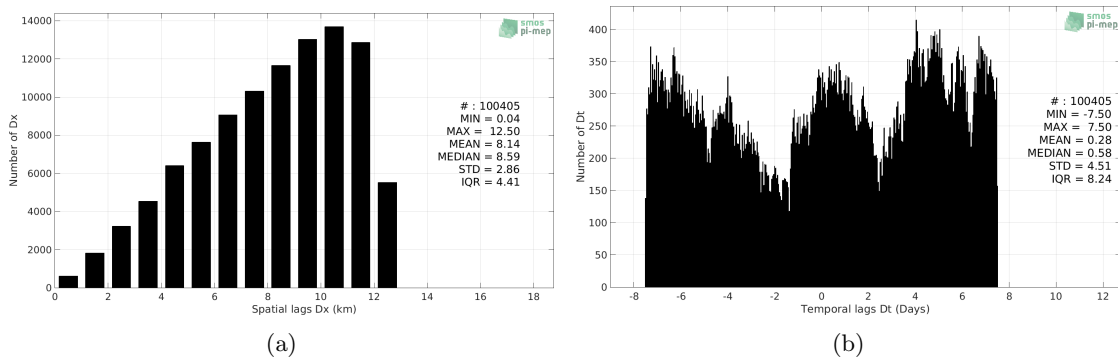 14000
12000
10000
8000
6000
4000
2000
0
Number of Dx
0 2 4 6 8 10 12 14 16 18
Spatial lags Dx (km)
smos
pi-mep
# : 100405
MIN = 0.04
MAX = 12.50
MEAN = 8.14
MEDIAN = 8.59
STD = 2.86
IQR = 4.41
(a)
400
350
300
250
200
150
100
50
0
Number of Dt
-8 -6 -4 -2 0 2 4 6 8 10 12
Temporal lags Dt (Days)
smos
pi-mep
# : 100405
MIN = -7.50
MAX = 7.50
MEAN = 0.28
MEDIAN = 0.58
STD = 4.51
IQR = 8.24
(b)